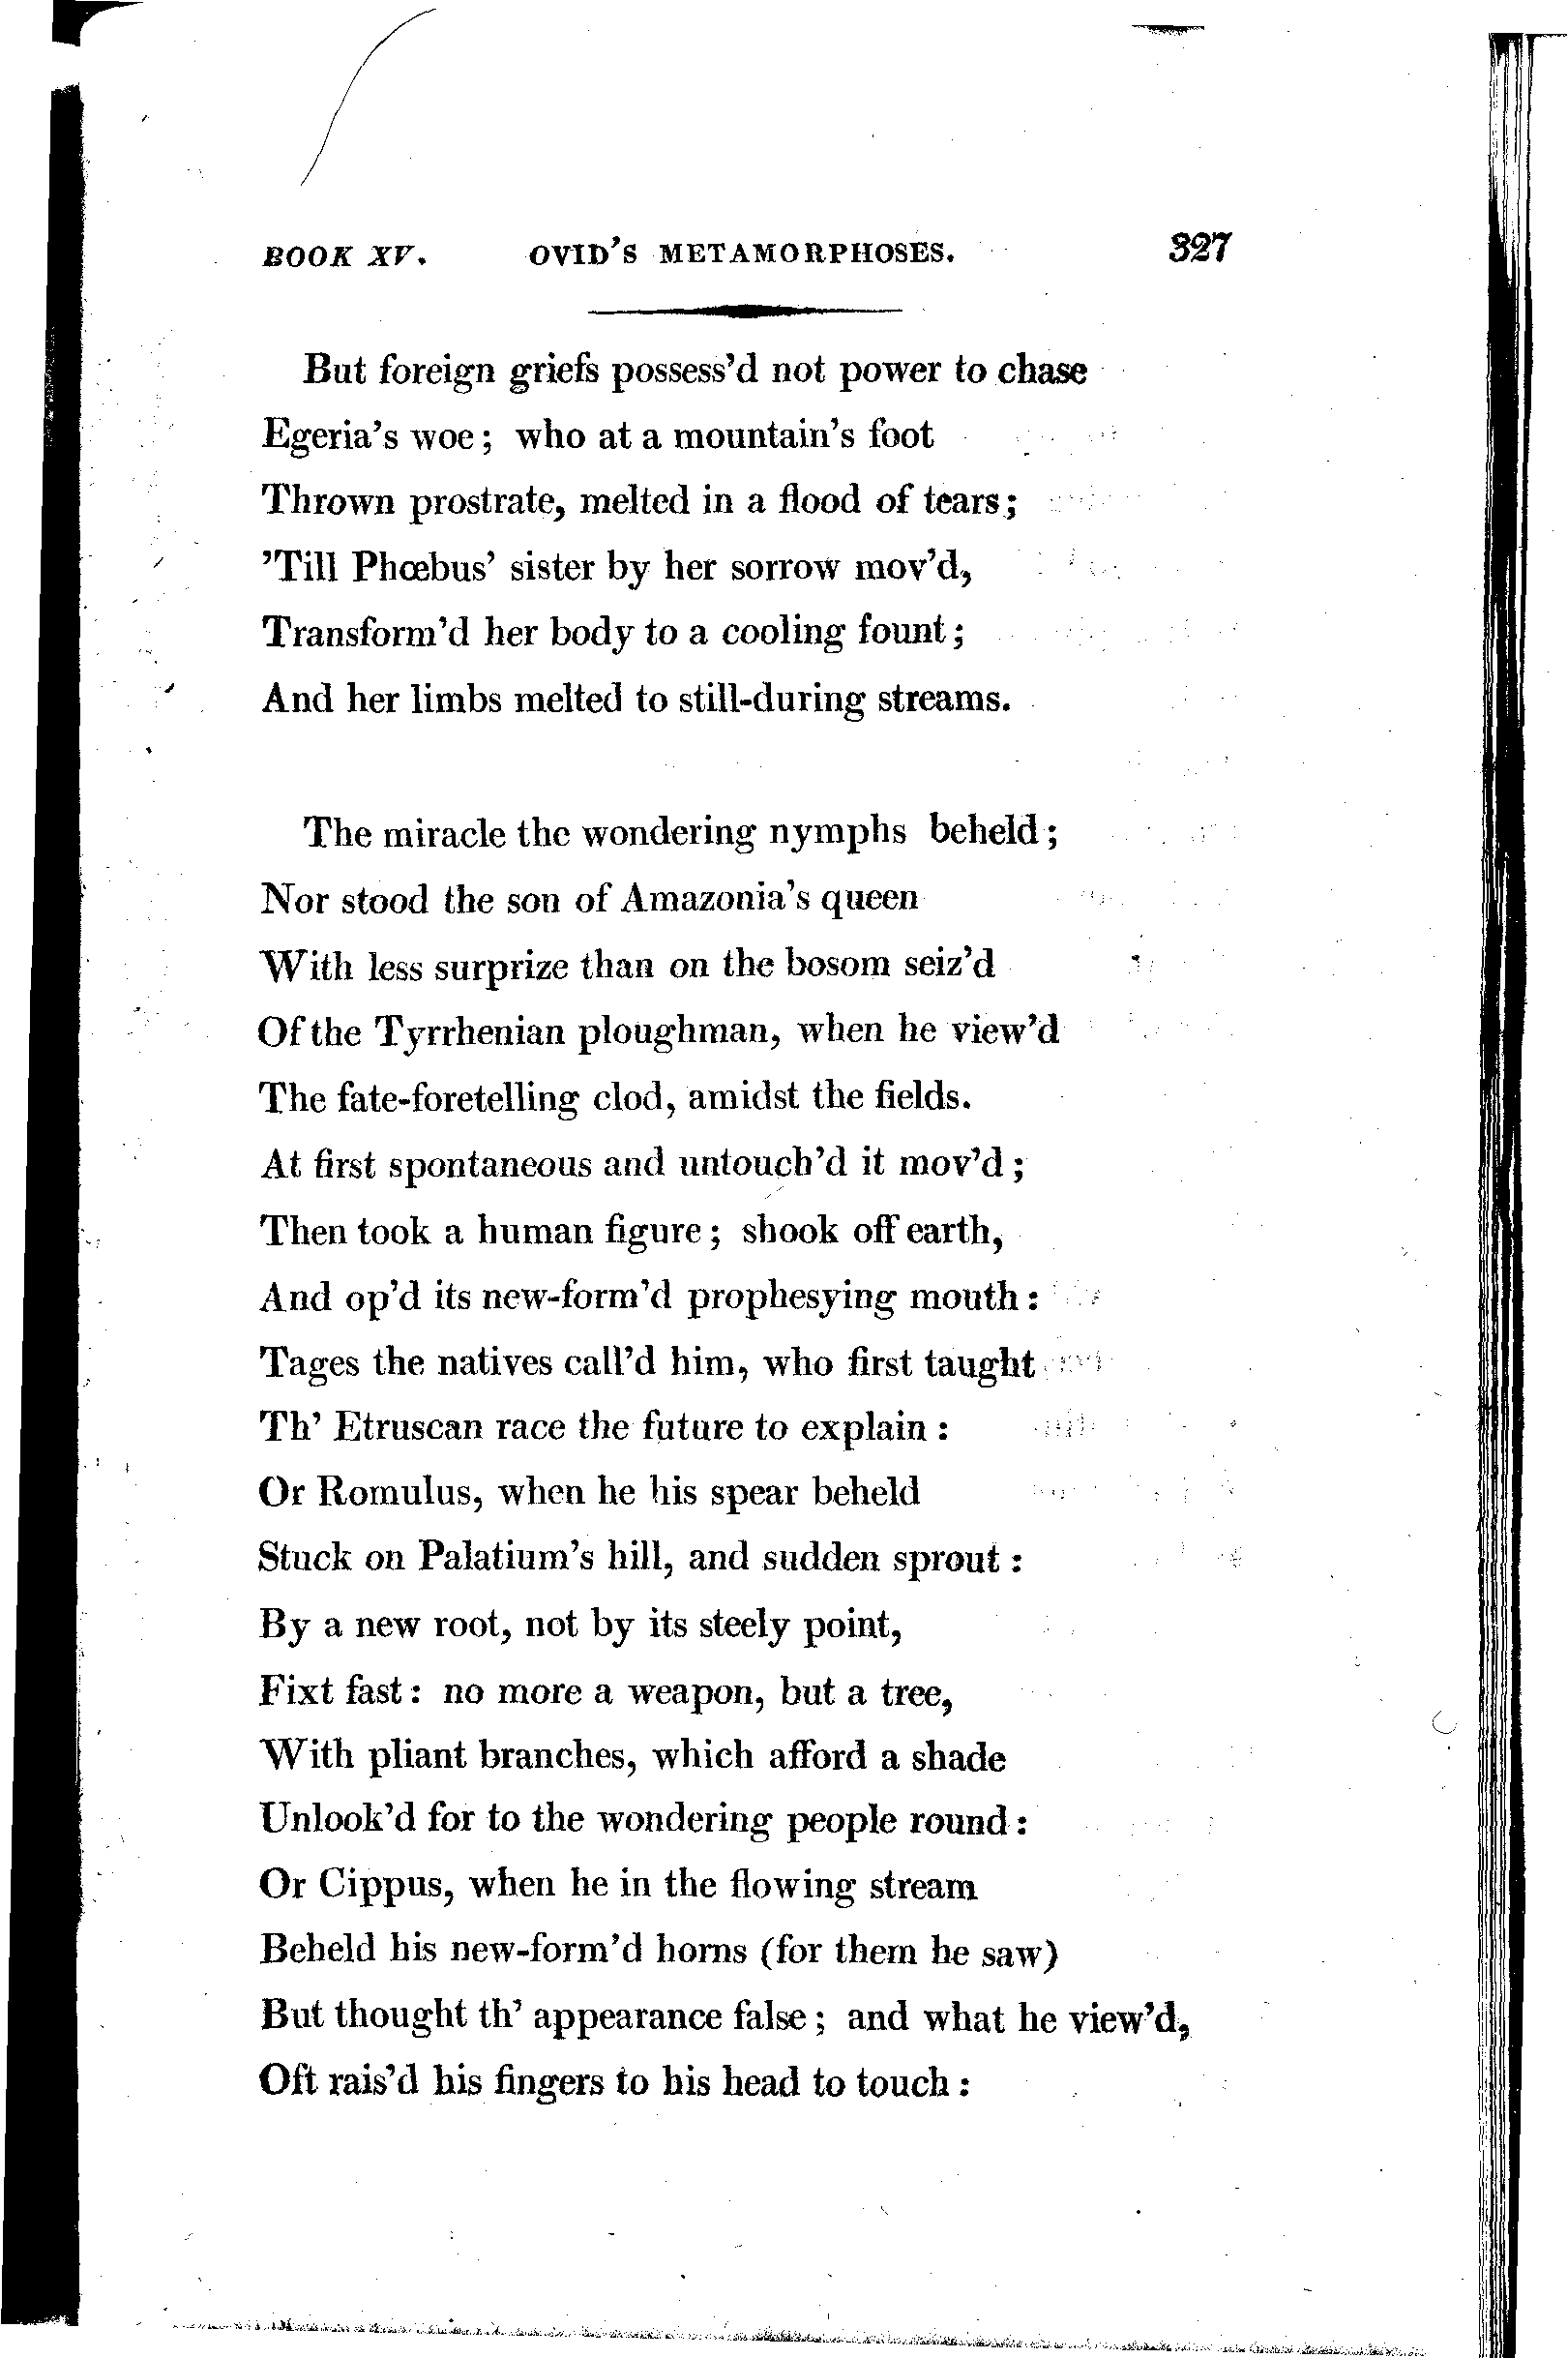 BOOK XV. OVID'S METAMORPHOSES. 327
But foreign griefs possess'd not power to chase
Egeria's woe; who at a mountain's foot
Thrown prostrate, melted in a flood of tears;
'Till Phœbus' sister by her sorrow mov'd,
Transform'd her body to a cooling fount;
And her limbs melted to still-during streams.
The miracle the wondering nymphs beheld;
Nor stood the son of Amazonia's queen
With less surprize than on the bosom seiz'd
Of the Tyrrhenian ploughman, when he view'd
The fate-foretelling clod, amidst the fields.
At first spontaneous and untouch'd it mov'd;
Then took a human figure; shook off earth,
And op'd its new-form'd prophesying mouth:
Tages the natives call'd him, who first taught
Th' Etruscan race the future to explain:
Or Romulus, when he his spear beheld
Stuck on Palatium's hill, and sudden sprout:
By a new root, not by its steely point,
Fixt fast: no more a weapon, but a tree,
With pliant branches, which afford a shade
Unlook'd for to the wondering people round:
Or Cippus, when he in the flowing stream
Beheld his new-form'd horns (for them he saw)
But thought th' appearance false; and what he view'd,
Oft rais'd his fingers to his head to touch: